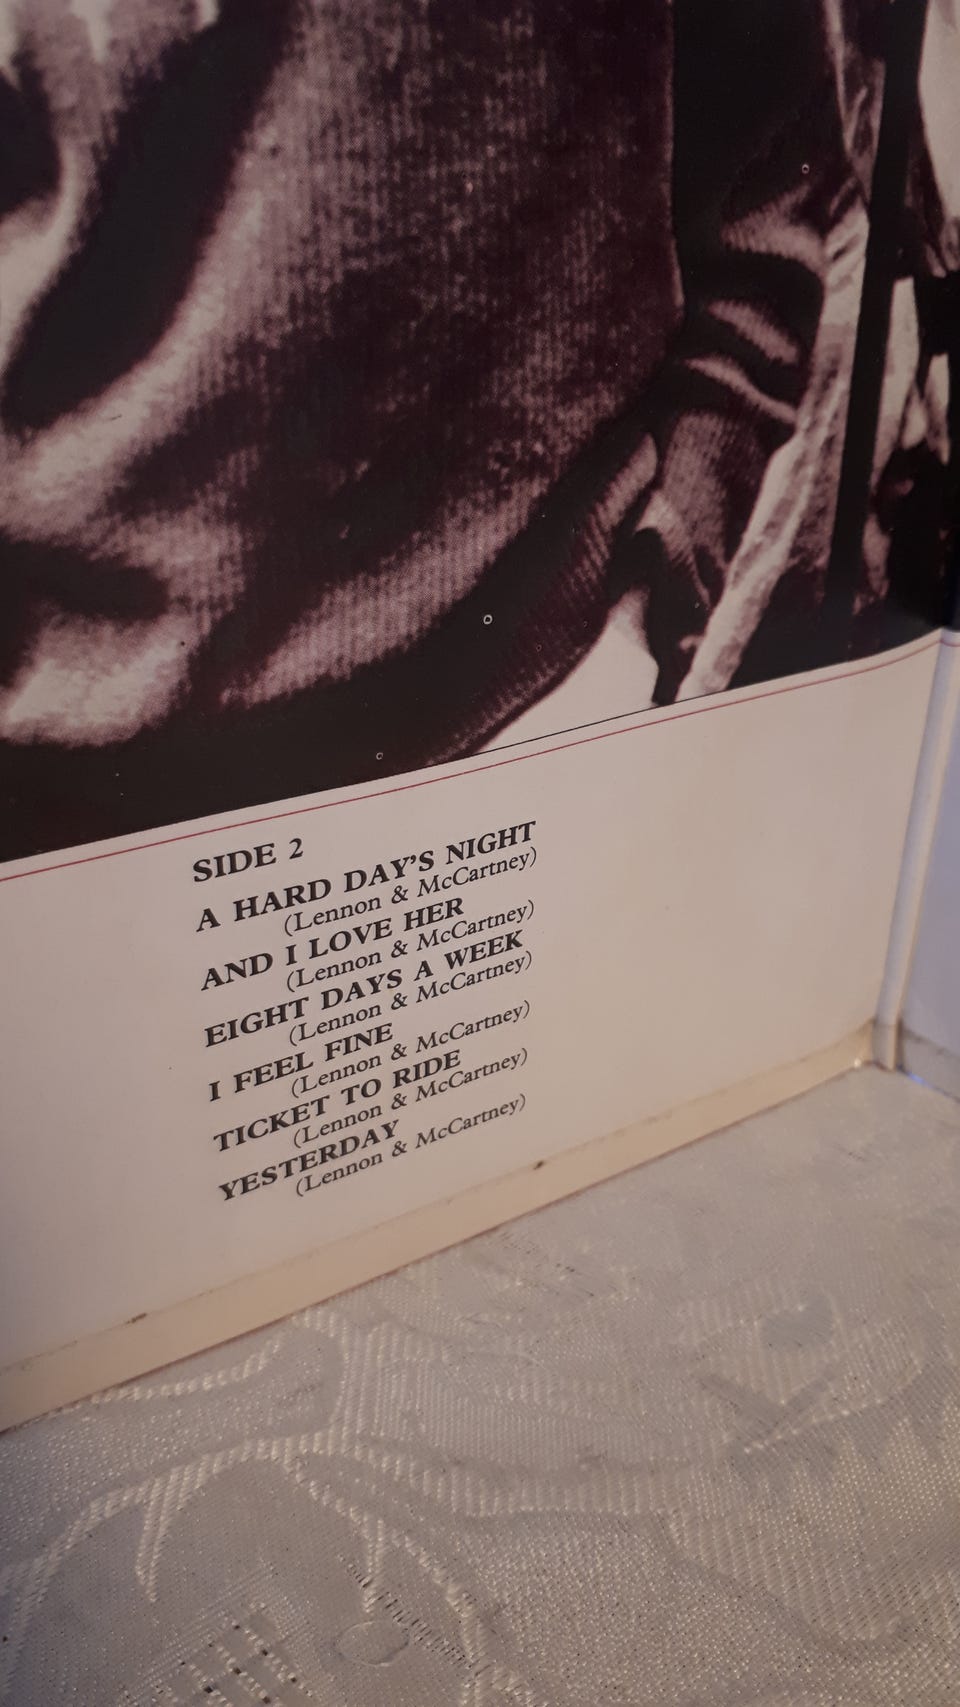 SIDE 2
A HARD DAY'S NIGHT
(Lennon & McCartney)
AND I LOVE HER
(Lennon & McCartney)
EIGHT DAYS A WEEK
(Lennon & McCartney)
I FEEL FINE
(Lennon & McCartney)
TICKET TO RIDE
(Lennon & McCartney)
YESTERDAY
(Lennon & McCartney)